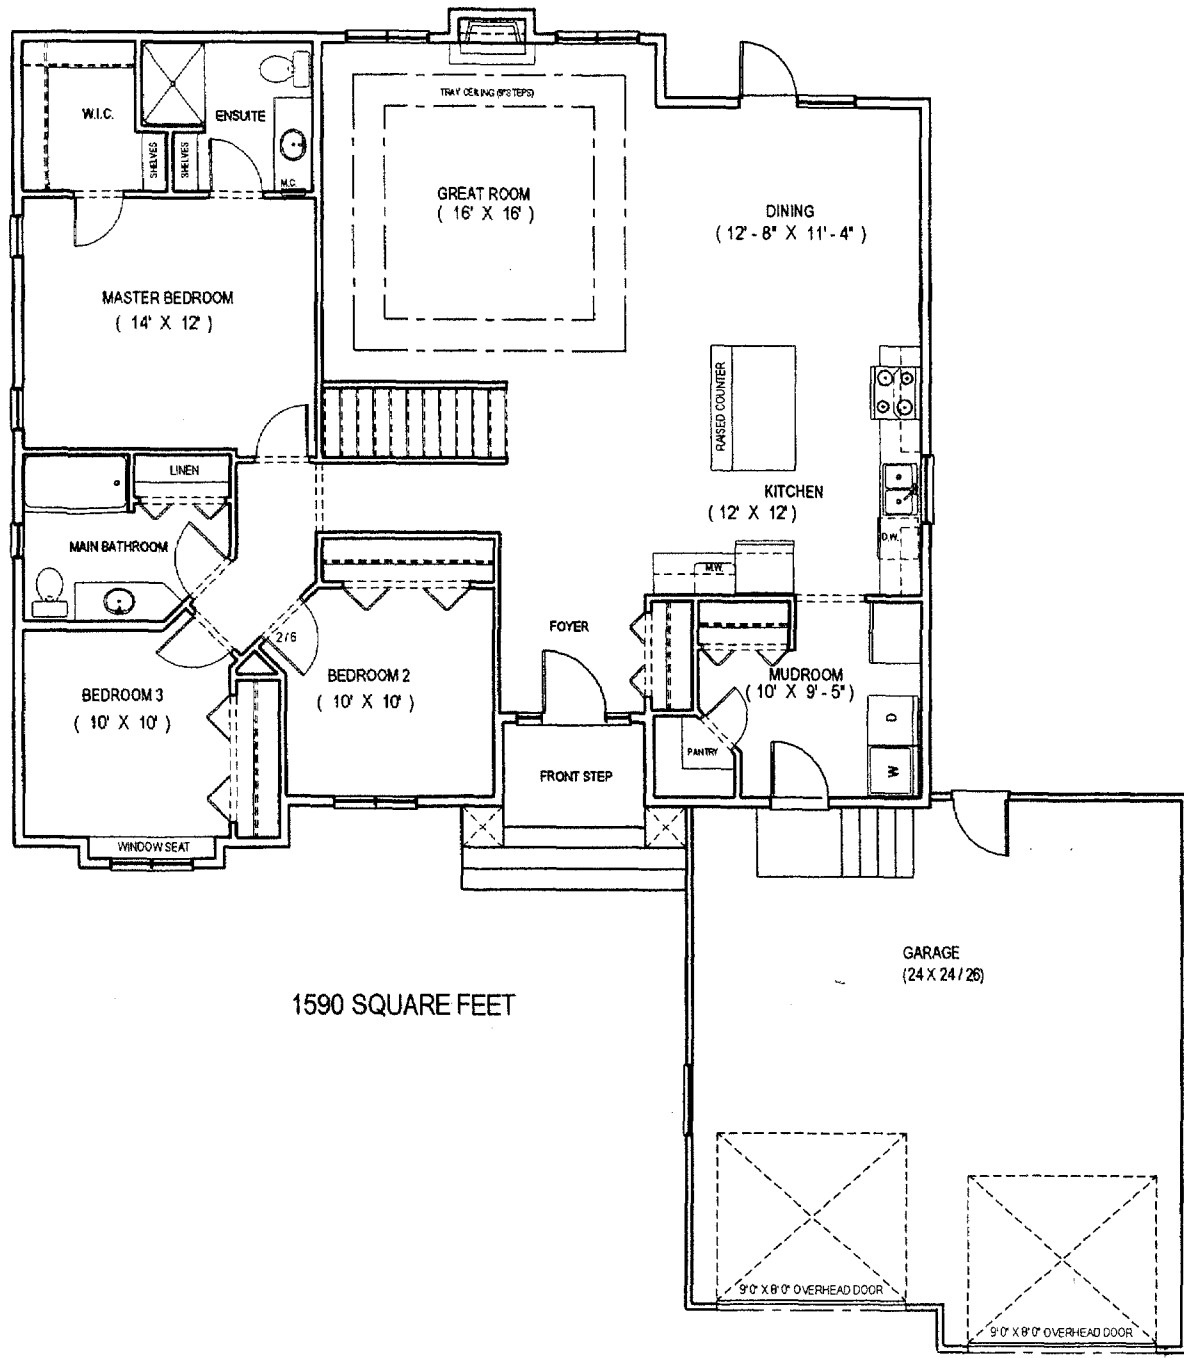 TRAY CEILING (8" STEPS)
W.I.C.
ENSUITE
SHELVES
SHELVES
M.C.
GREAT ROOM
( 16' X 16' )
DINING
( 12' - 8" X 11' - 4" )
MASTER BEDROOM
( 14' X 12' )
RAISED COUNTER
LINEN
KITCHEN
( 12' X 12' )
D.W.
MAIN BATHROOM
M.W.
FOYER
2 / 6
BEDROOM 2
( 10' X 10' )
MUDROOM
( 10' X 9' - 5" )
BEDROOM 3
( 10' X 10' )
D
PANTRY
W
FRONT STEP
WINDOW SEAT
GARAGE
(24 X 24 / 26)
1590 SQUARE FEET
9'0" X 8'0" OVERHEAD DOOR
9'0" X 8'0" OVERHEAD DOOR